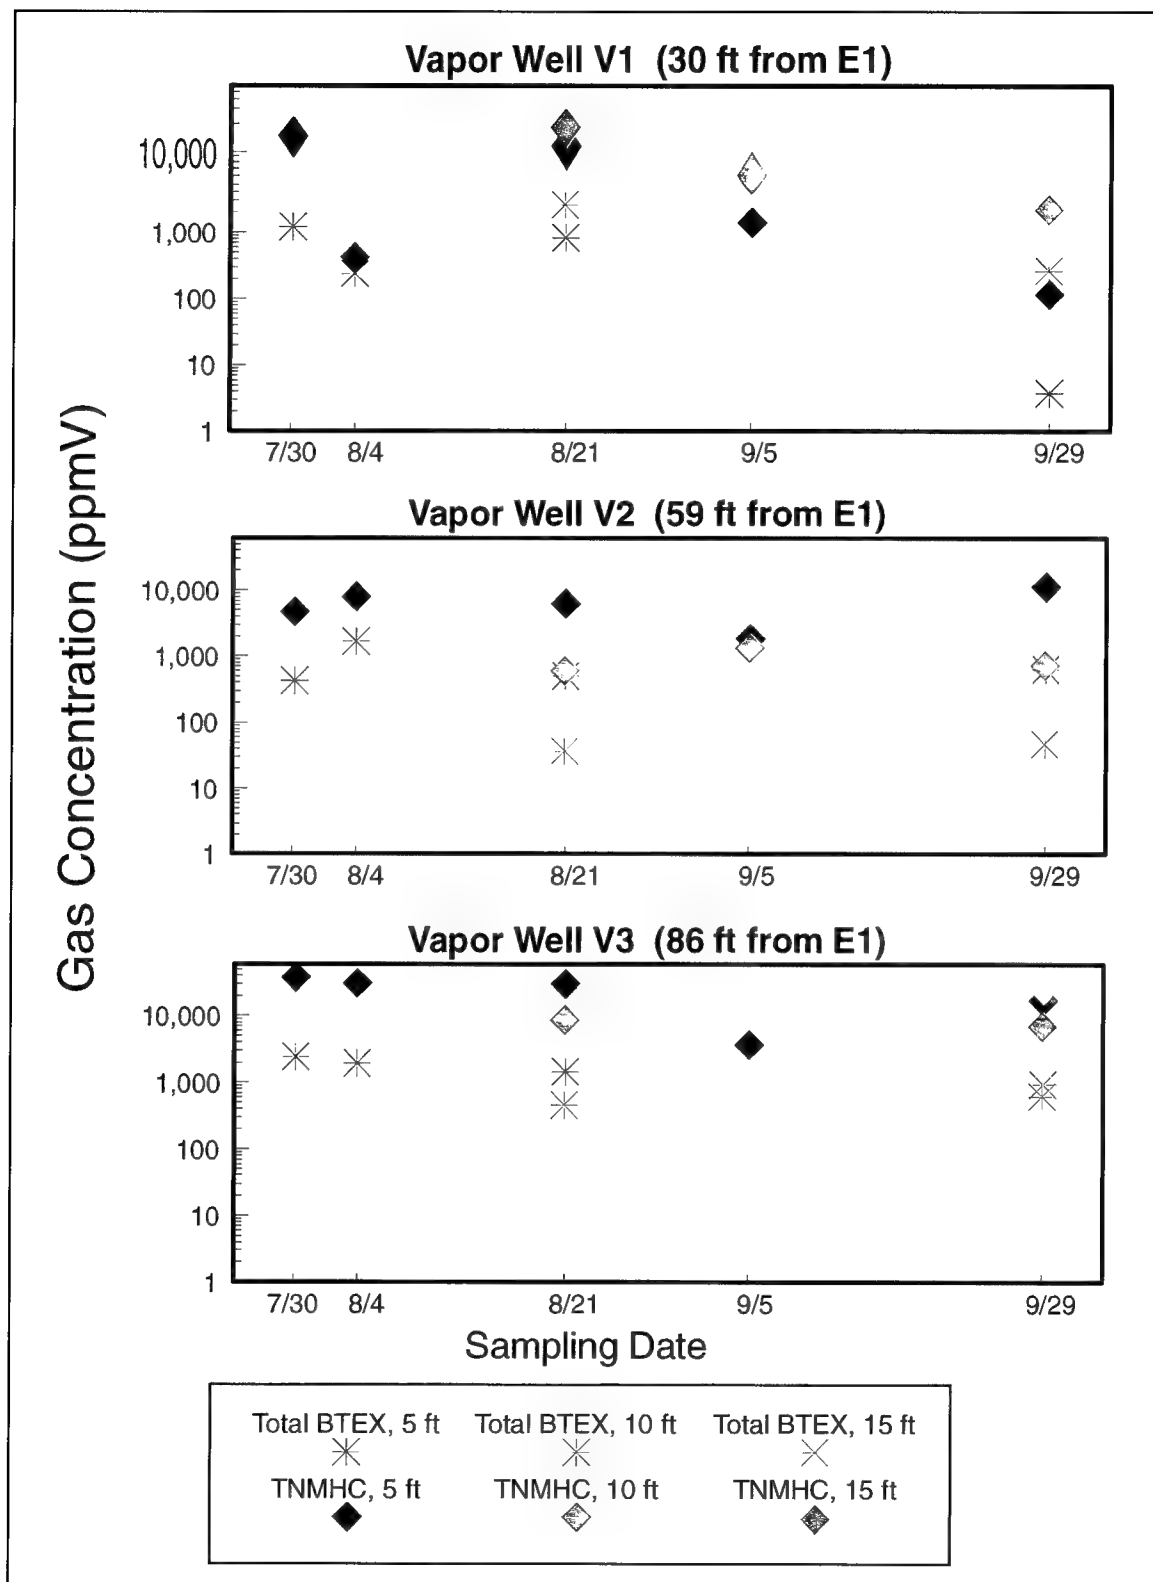 Vapor Well V1 (30 ft from E1)
10,000
1,000
100
10
1
7/30 8/4 8/21 9/5 9/29
Gas Concentration (ppmV)
Vapor Well V2 (59 ft from E1)
10,000
1,000
100
10
1
7/30 8/4 8/21 9/5 9/29
Vapor Well V3 (86 ft from E1)
10,000
1,000
100
10
1
7/30 8/4 8/21 9/5 9/29
Sampling Date
Total BTEX, 5 ft Total BTEX, 10 ft Total BTEX, 15 ft
TNMHC, 5 ft TNMHC, 10 ft TNMHC, 15 ft